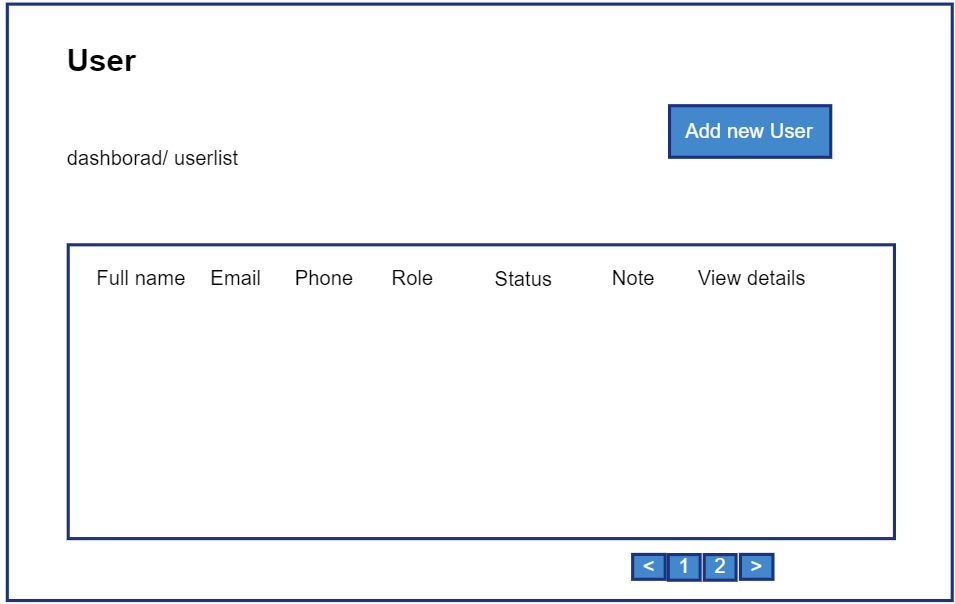 User
Add new User
dashborad/ userlist
Full name Email Phone Role Status Note View details
< 1 2 >